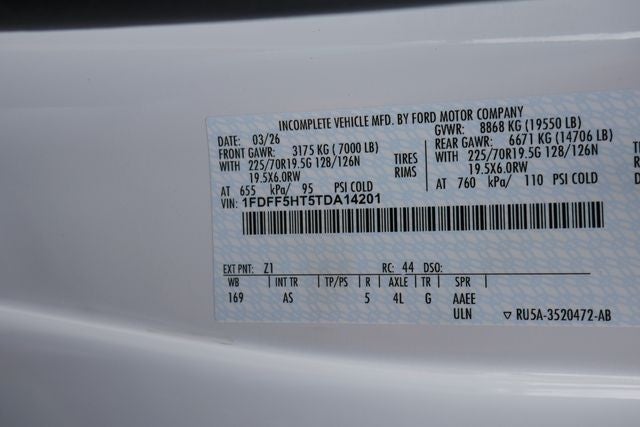 INCOMPLETE VEHICLE MFD. BY FORD MOTOR COMPANY
DATE: 03/26 GVWR: 8868 KG (19550 LB)
FRONT GAWR: 3175 KG ( 7000 LB) REAR GAWR: 6671 KG (14706 LB)
WITH 225/70R19.5G 128/126N TIRES WITH 225/70R19.5G 128/126N
19.5X6.0RW RIMS 19.5X6.0RW
AT 655 kPa/ 95 PSI COLD AT 760 kPa/ 110 PSI COLD
VIN: 1FDFF5HT5TDA14201
EXT PNT: Z1 RC: 44 DSO:
WB INT TR TP/PS R AXLE TR SPR
169 AS 5 4L G AAEE
ULN ▽ RU5A-3520472-AB